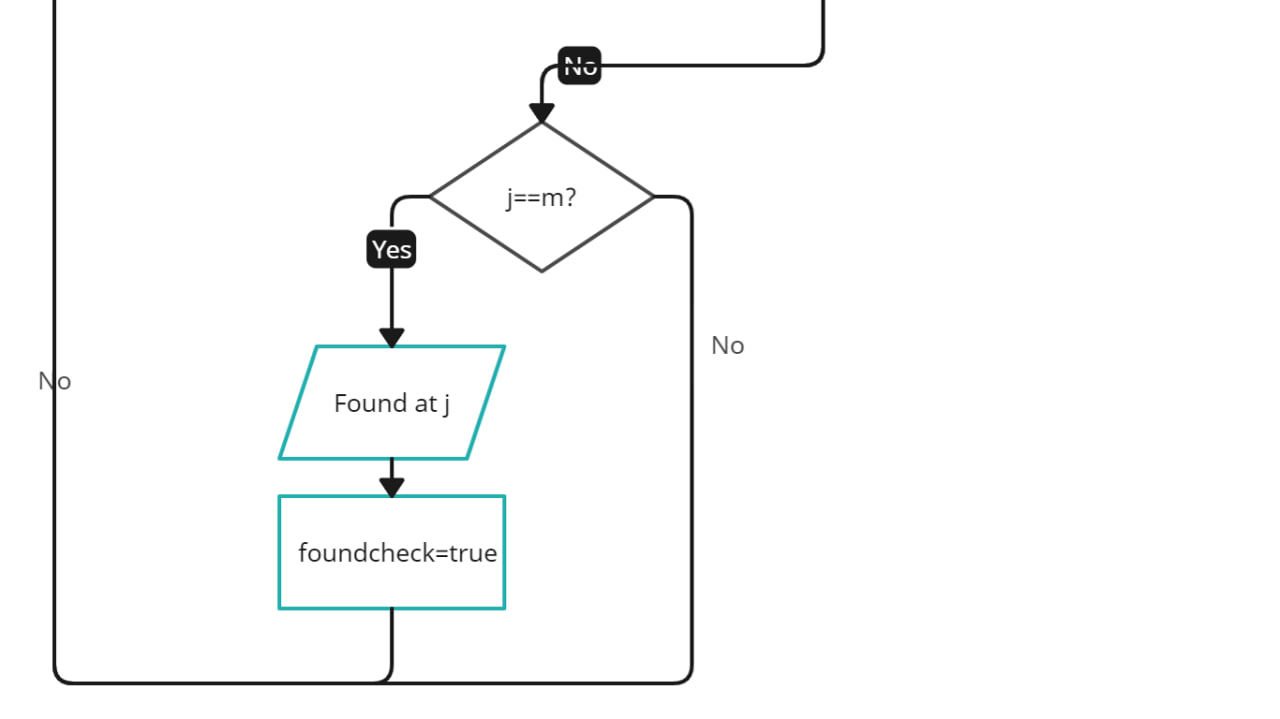 No
j==m?
Yes
No
No
Found at j
foundcheck=true